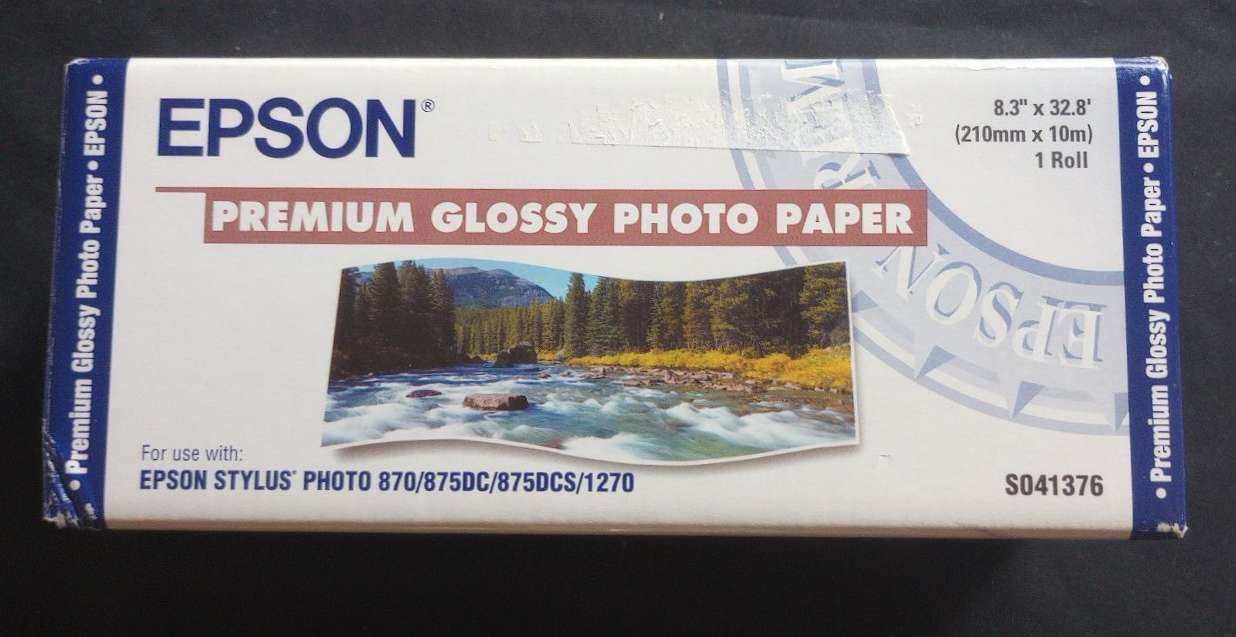 • Premium Glossy Photo Paper • EPSON •
EPSON®
8.3" x 32.8'
(210mm x 10m)
1 Roll
PREMIUM GLOSSY PHOTO PAPER
PREM
EPSON
For use with:
EPSON STYLUS® PHOTO 870/875DC/875DCS/1270
S041376
• Premium Glossy Photo Paper • EPSON •